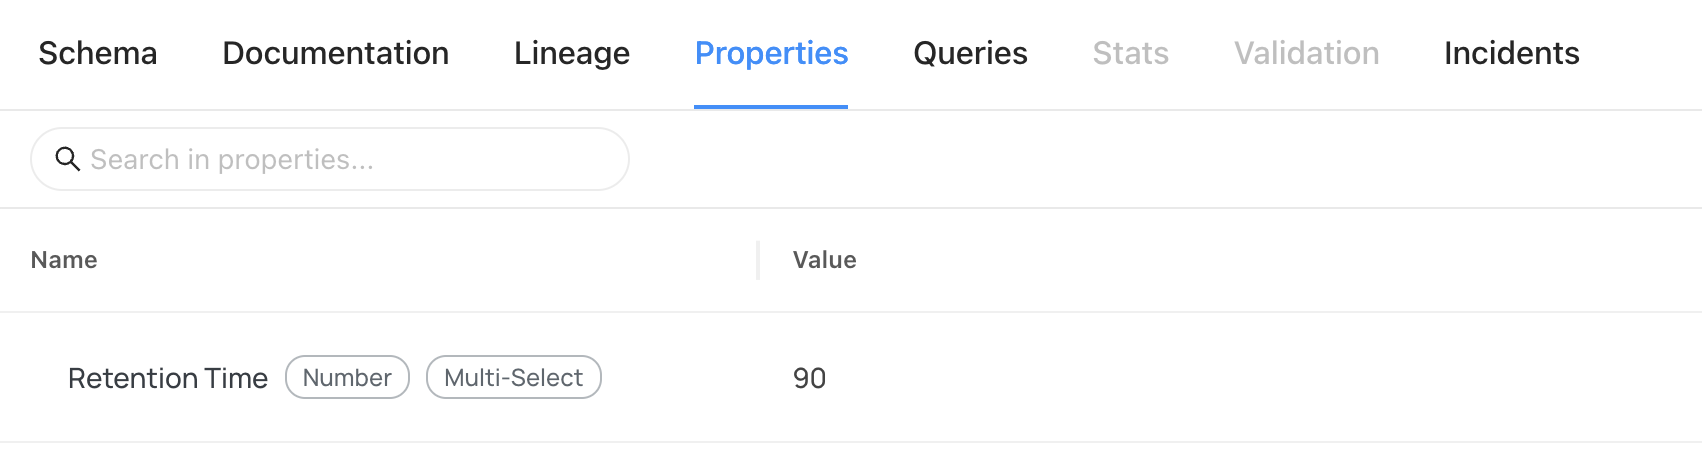 Schema Documentation Lineage Properties Queries Stats Validation Incidents
Search in properties...
Name Value
Retention Time Number Multi-Select 90